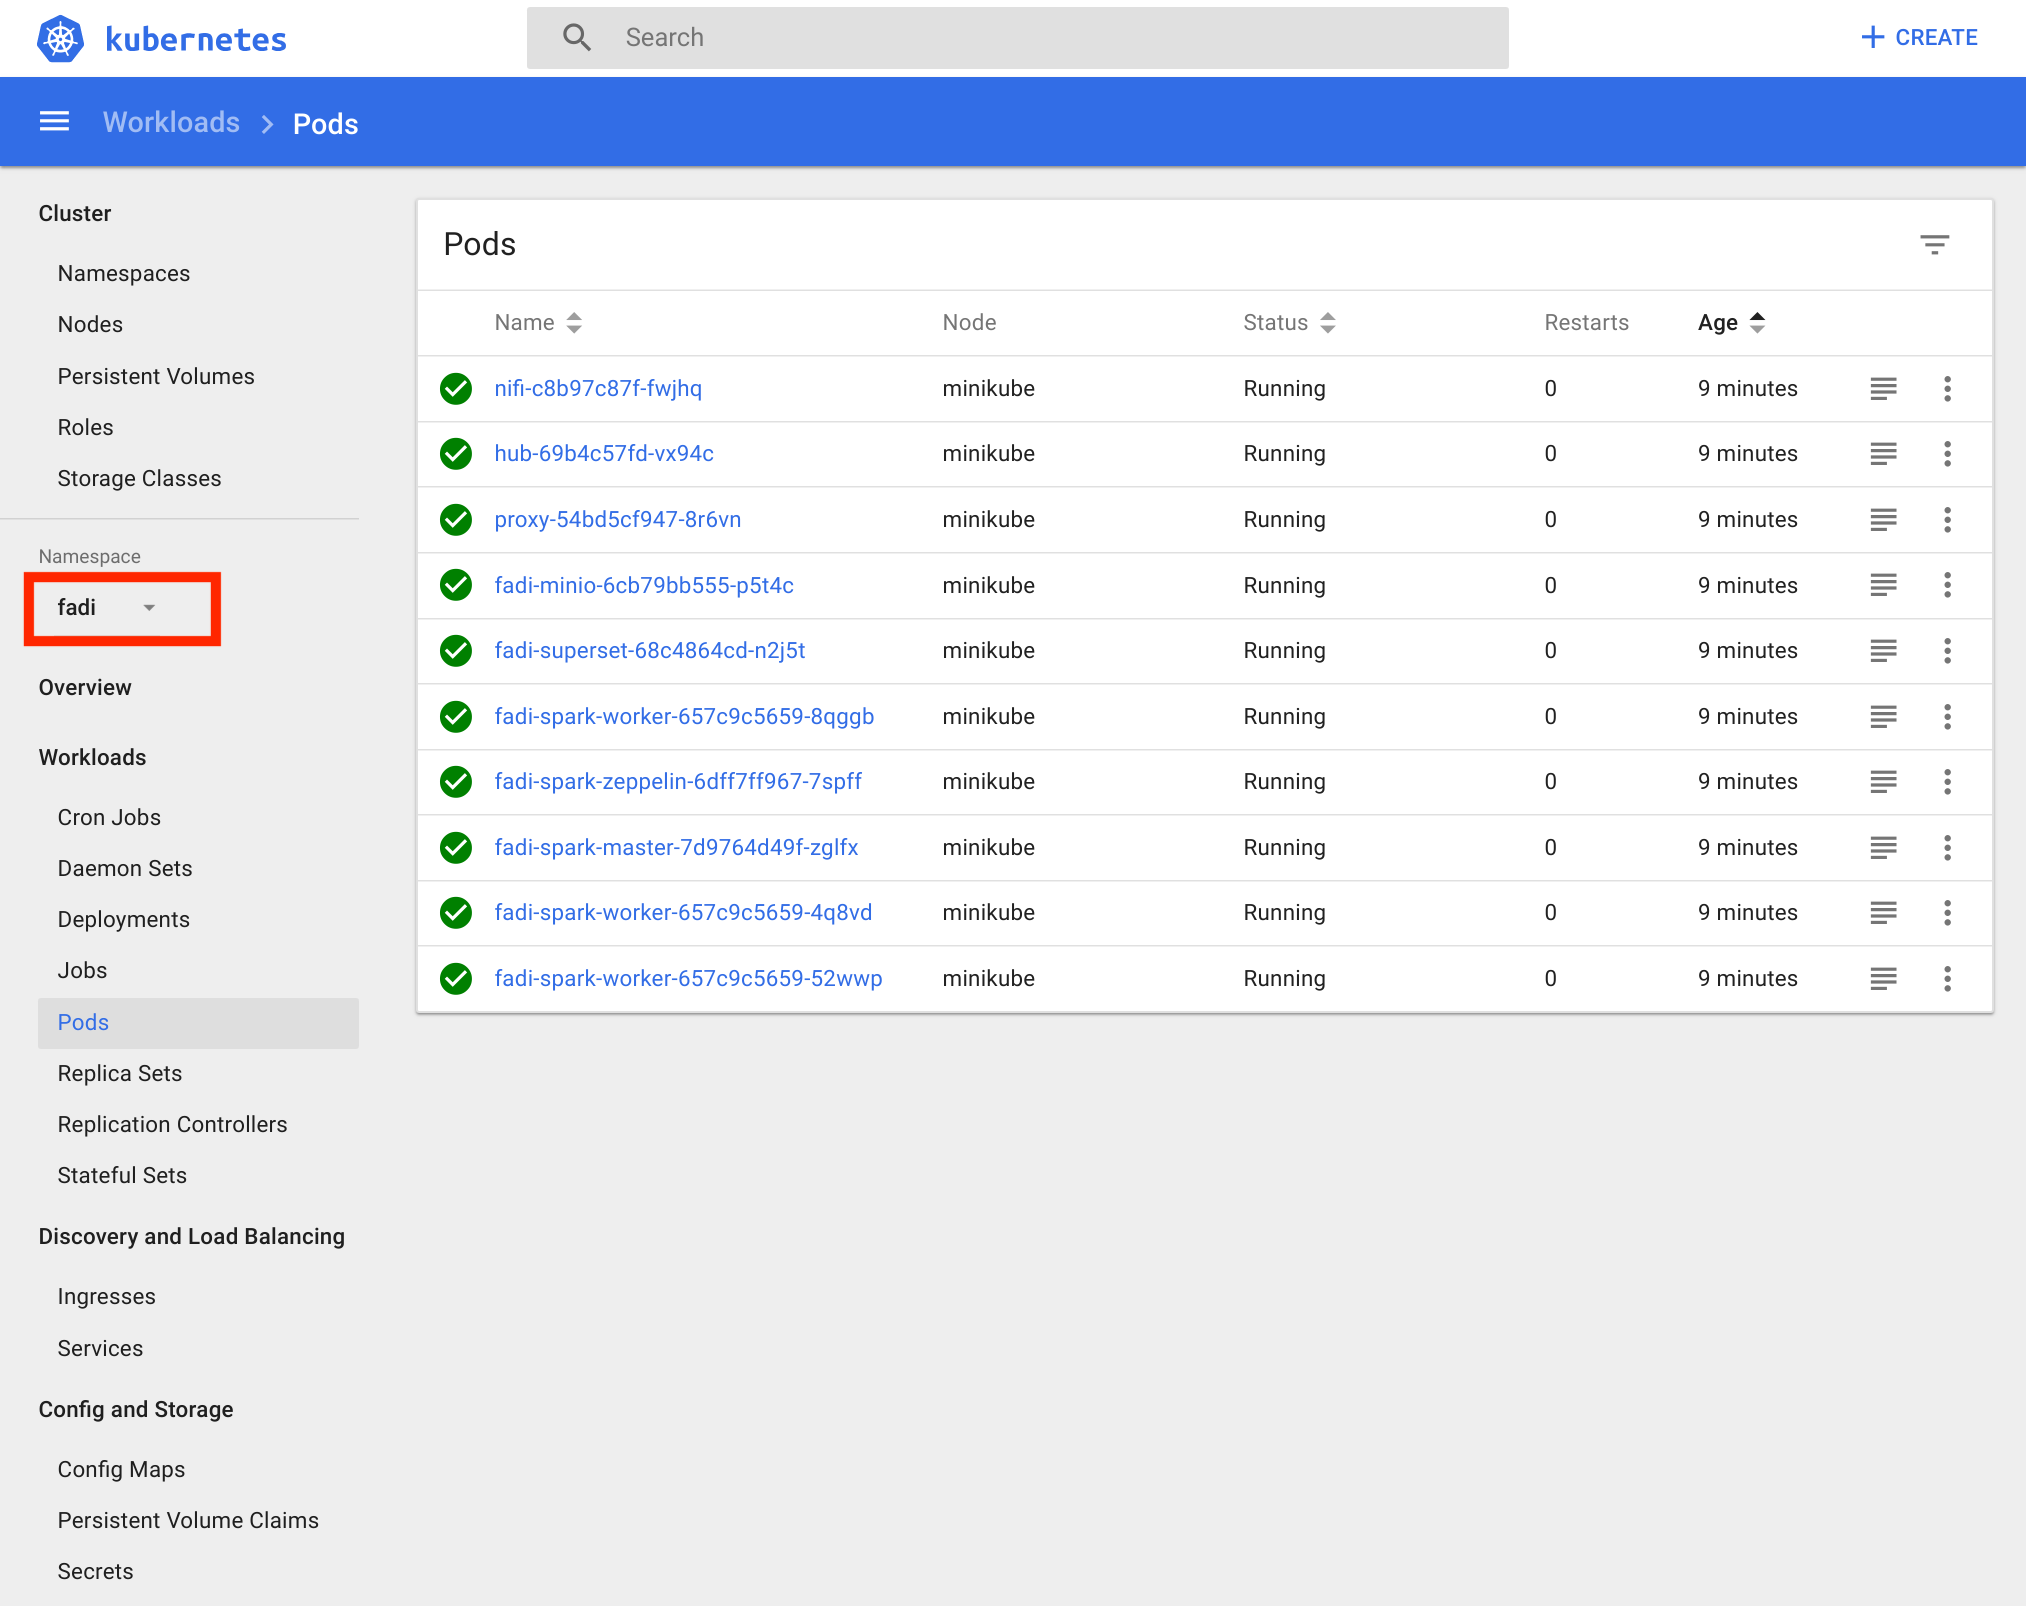 kubernetes
Search
CREATE
Workloads > Pods
Cluster
Namespaces
Nodes
Persistent Volumes
Roles
Storage Classes
Namespace
fadi
Overview
Workloads
Cron Jobs
Daemon Sets
Deployments
Jobs
Pods
Replica Sets
Replication Controllers
Stateful Sets
Discovery and Load Balancing
Ingresses
Services
Config and Storage
Config Maps
Persistent Volume Claims
Secrets
Pods
Name Node Status Restarts Age
nifi-c8b97c87f-fwjhq minikube Running 0 9 minutes
hub-69b4c57fd-vx94c minikube Running 0 9 minutes
proxy-54bd5cf947-8r6vn minikube Running 0 9 minutes
fadi-minio-6cb79bb555-p5t4c minikube Running 0 9 minutes
fadi-superset-68c4864cd-n2j5t minikube Running 0 9 minutes
fadi-spark-worker-657c9c5659-8qggb minikube Running 0 9 minutes
fadi-spark-zeppelin-6dff7ff967-7spff minikube Running 0 9 minutes
fadi-spark-master-7d9764d49f-zglfx minikube Running 0 9 minutes
fadi-spark-worker-657c9c5659-4q8vd minikube Running 0 9 minutes
fadi-spark-worker-657c9c5659-52wwp minikube Running 0 9 minutes